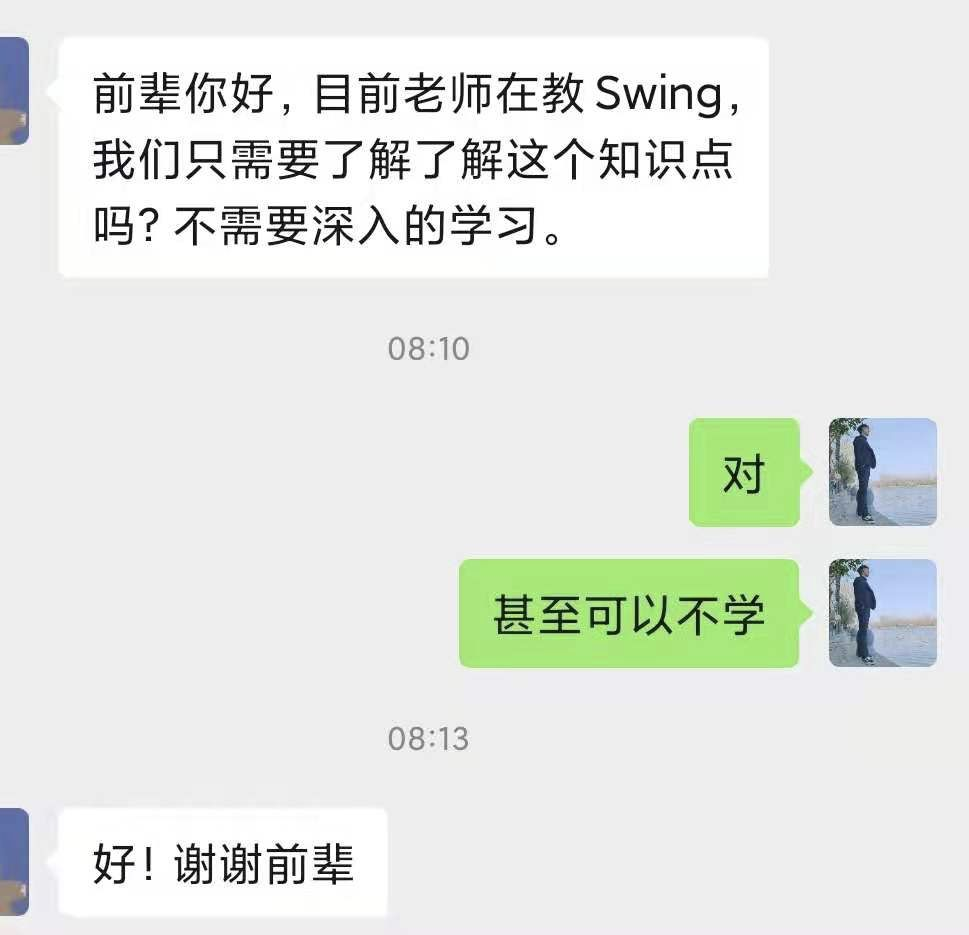 前辈你好，目前老师在教 Swing，
我们只需要了解了解这个知识点
吗？不需要深入的学习。
08:10
对
甚至可以不学
08:13
好！谢谢前辈